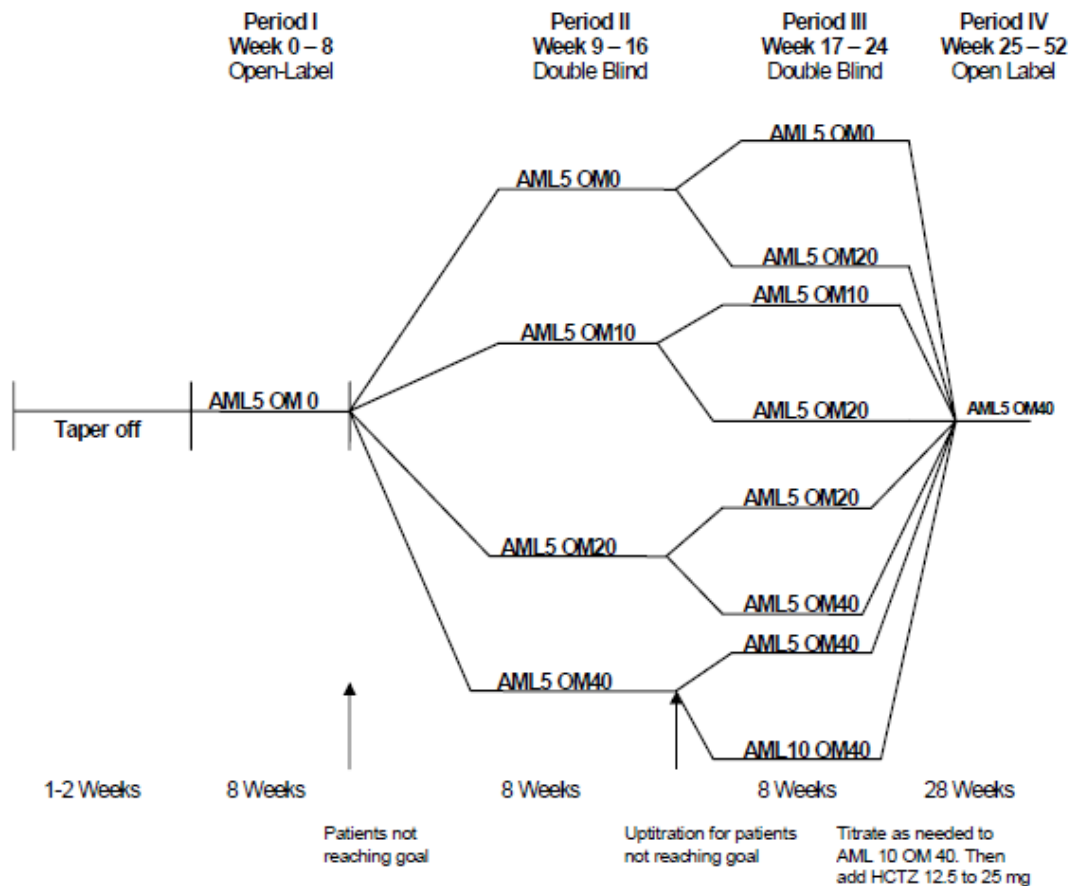 Period I
Week 0 – 8
Open-Label
Period II
Week 9 – 16
Double Blind
Period III
Week 17 – 24
Double Blind
Period IV
Week 25 – 52
Open Label
Taper off
AML5 OM 0
AML5 OM0
AML5 OM10
AML5 OM20
AML5 OM40
AML5 OM0
AML5 OM20
AML5 OM10
AML5 OM20
AML5 OM20
AML5 OM40
AML5 OM40
AML10 OM40
AML5 OM40
1-2 Weeks
8 Weeks
8 Weeks
8 Weeks
28 Weeks
Patients not
reaching goal
Uptitration for patients
not reaching goal
Titrate as needed to
AML 10 OM 40. Then
add HCTZ 12.5 to 25 mg